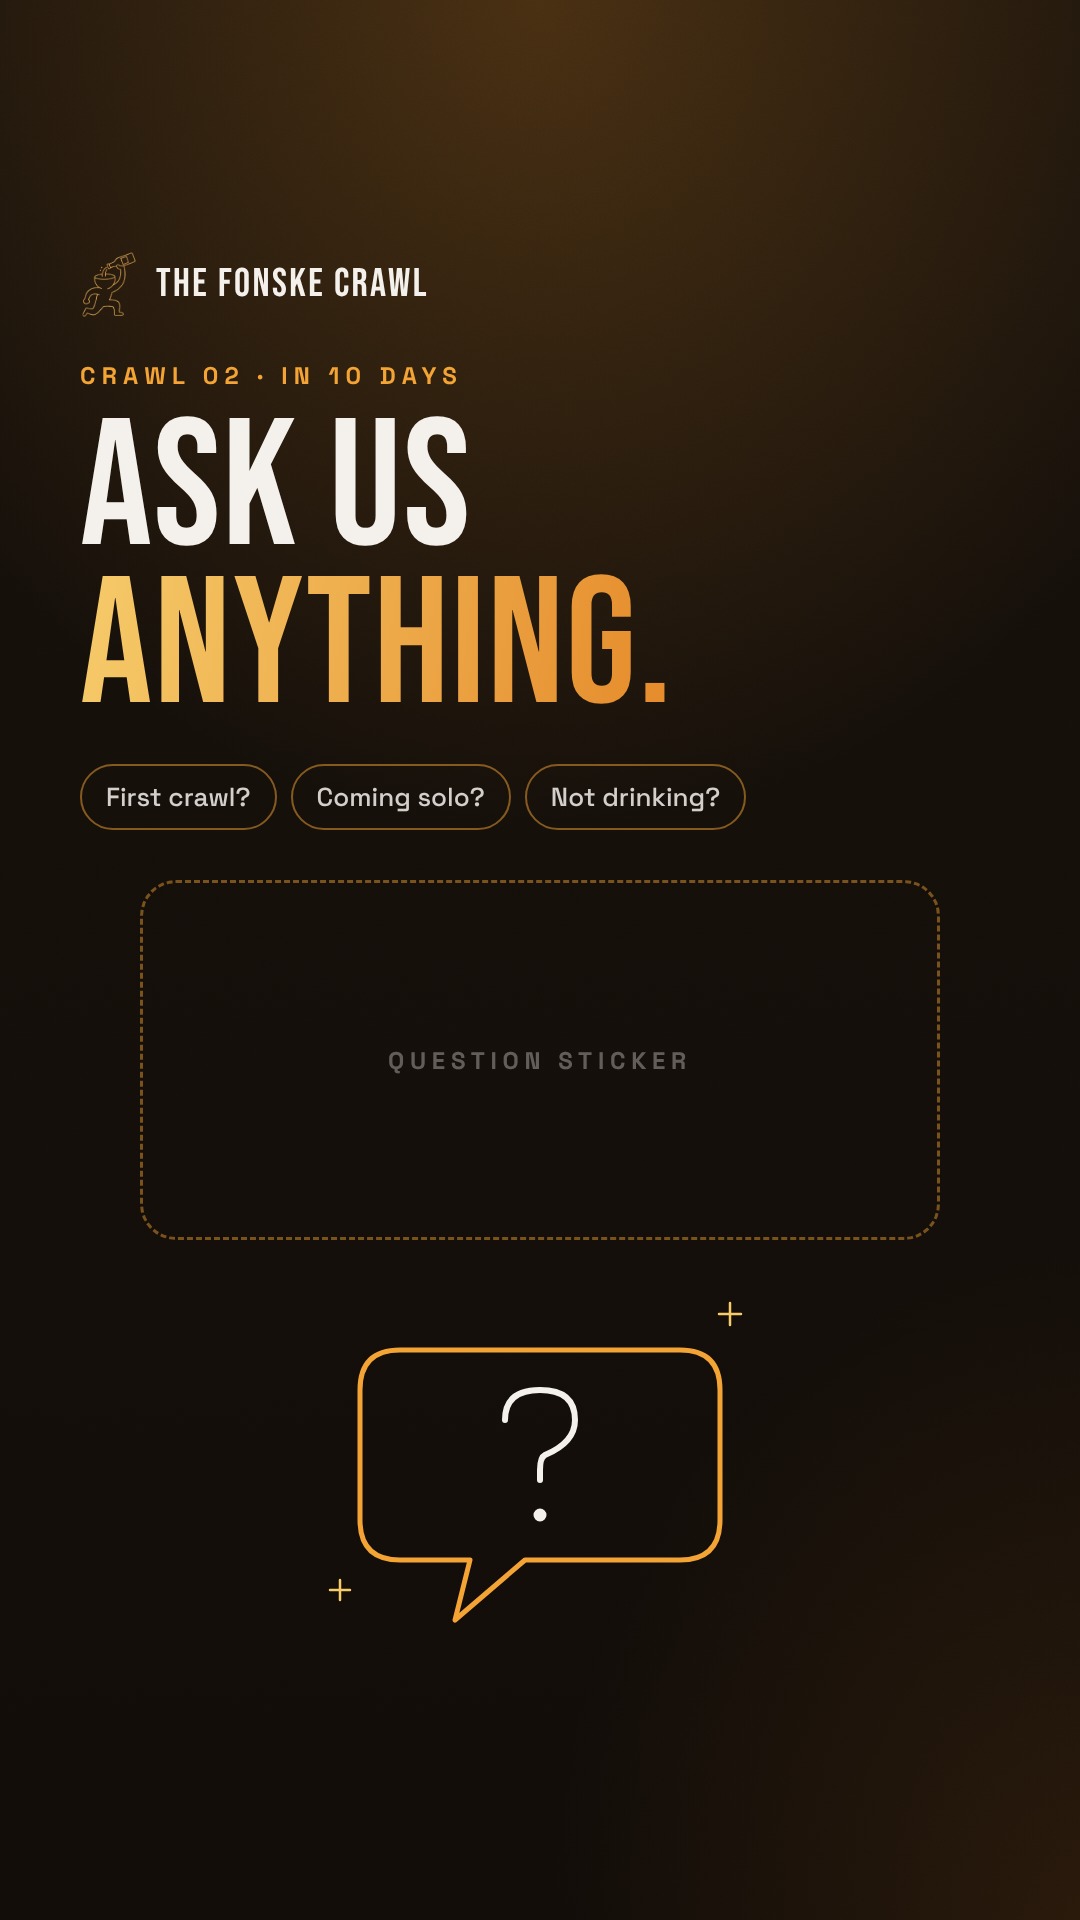 THE FONSKE CRAWL
CRAWL 02 · IN 10 DAYS
ASK US
ANYTHING.
First crawl? Coming solo? Not drinking?
QUESTION STICKER
?